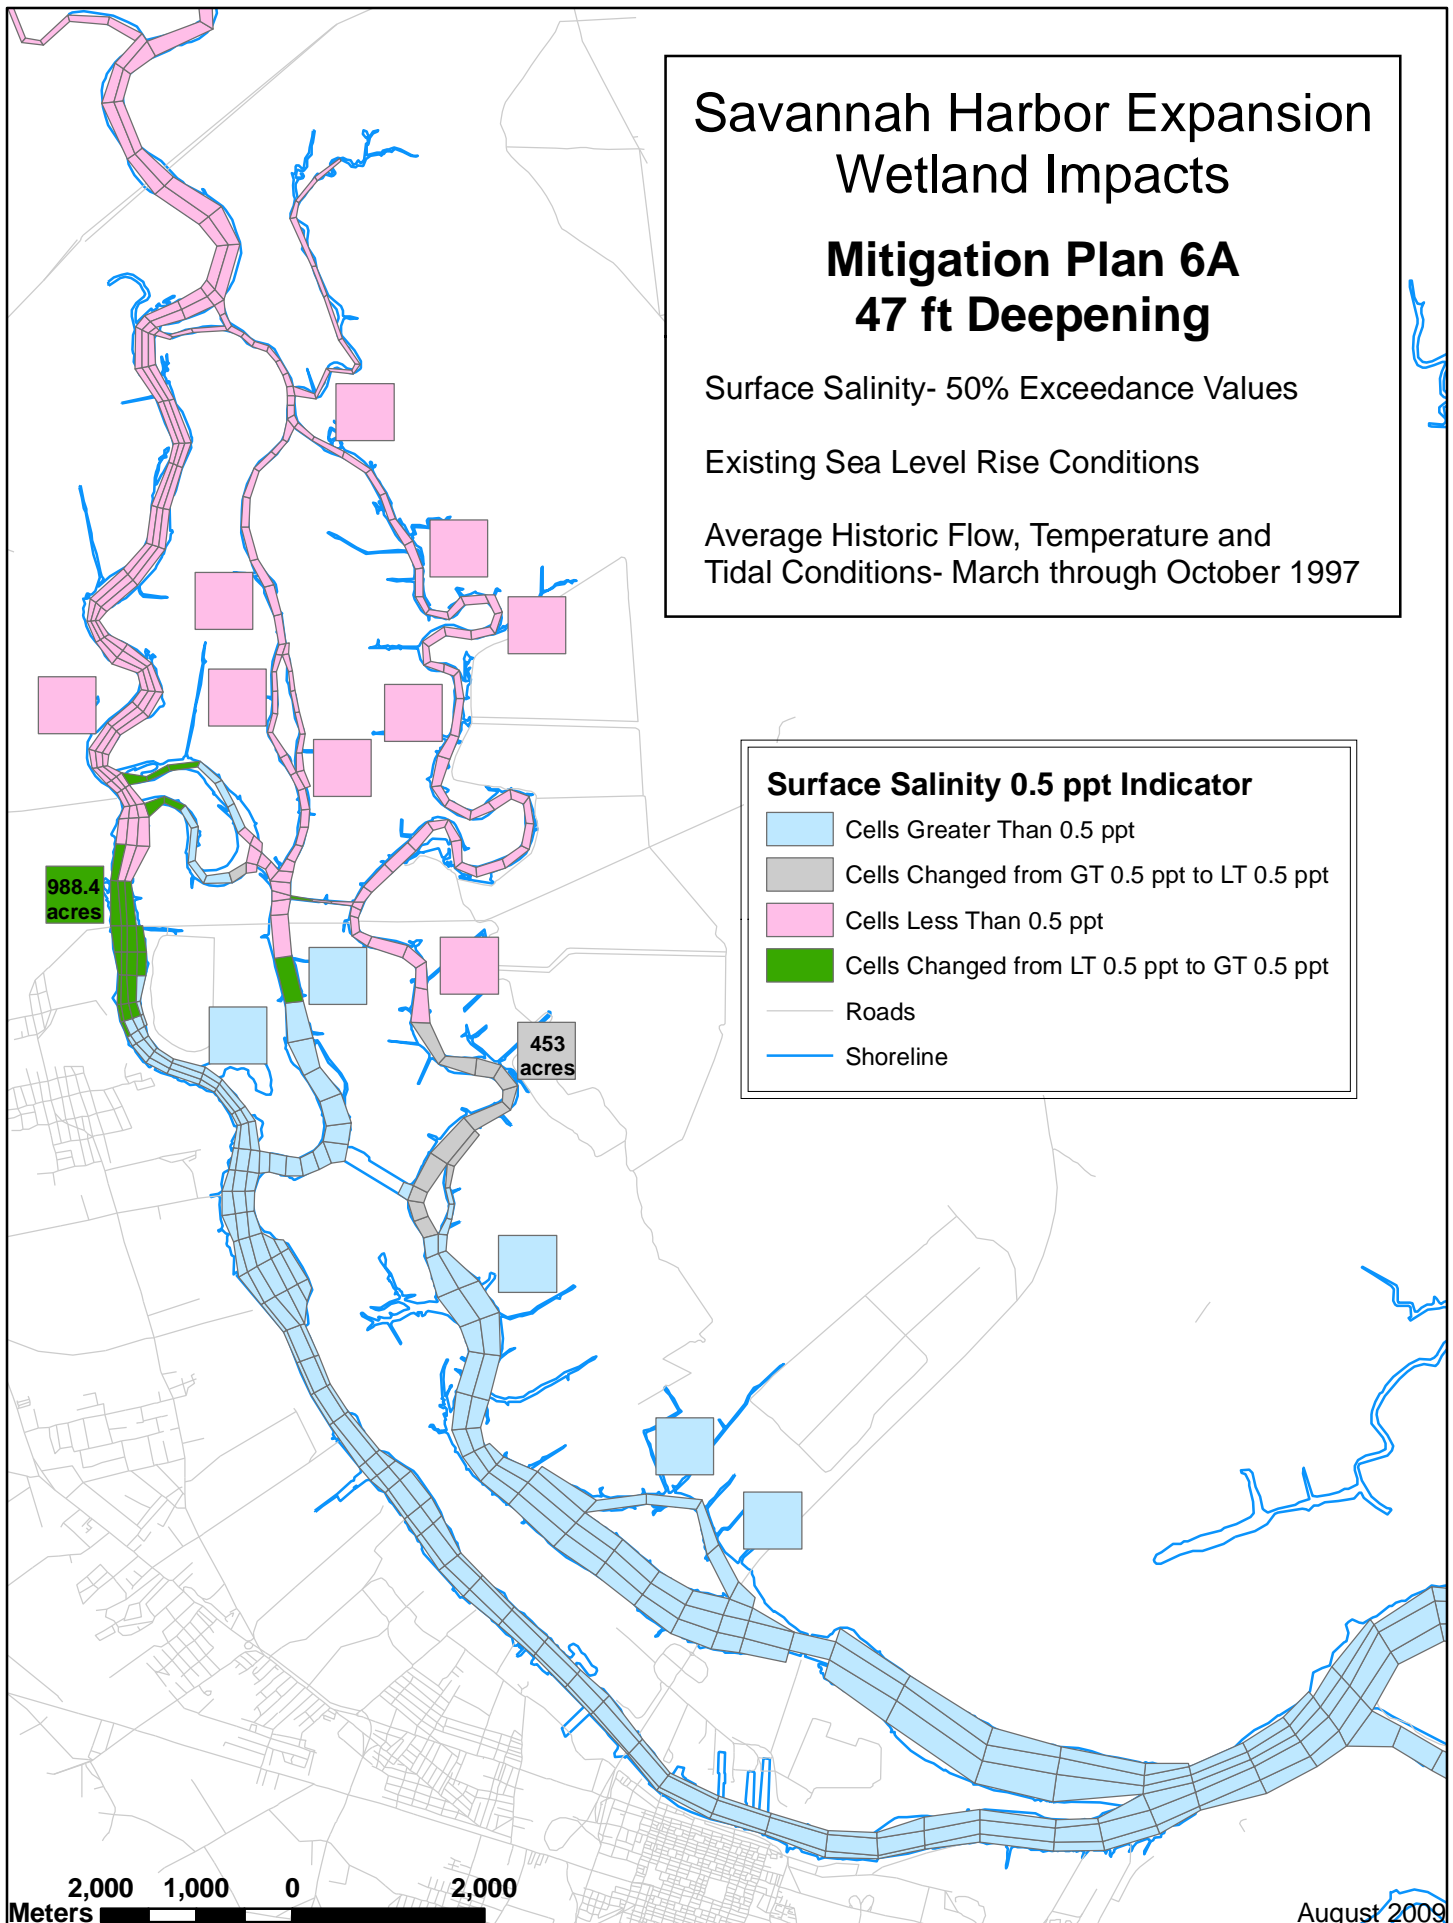 Savannah Harbor Expansion
Wetland Impacts
Mitigation Plan 6A
47 ft Deepening
Surface Salinity- 50% Exceedance Values
Existing Sea Level Rise Conditions
Average Historic Flow, Temperature and
Tidal Conditions- March through October 1997
Surface Salinity 0.5 ppt Indicator
Cells Greater Than 0.5 ppt
Cells Changed from GT 0.5 ppt to LT 0.5 ppt
Cells Less Than 0.5 ppt
Cells Changed from LT 0.5 ppt to GT 0.5 ppt
Roads
Shoreline
988.4
acres
453
acres
2,000 1,000 0 2,000
Meters
August 2009